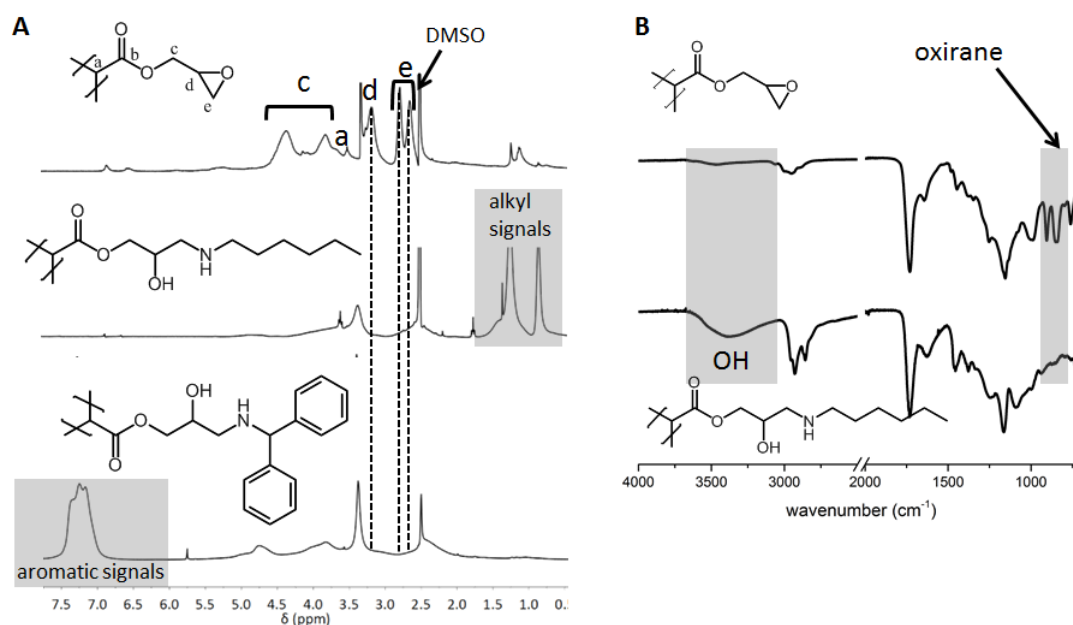 A
O
a
b
c
O
d
O
e
DMSO
c
a
d
e
O
O
OH
N
H
alkyl
signals
OH
H
N
O
O
aromatic signals
7.5 7.0 6.5 6.0 5.5 5.0 4.5 4.0 3.5 3.0 2.5 2.0 1.5 1.0 0.5
δ (ppm)
B
oxirane
O
O
O
OH
O
O
OH
N
H
4000 3500 3000 2500 2000 1500 1000
wavenumber (cm⁻¹)